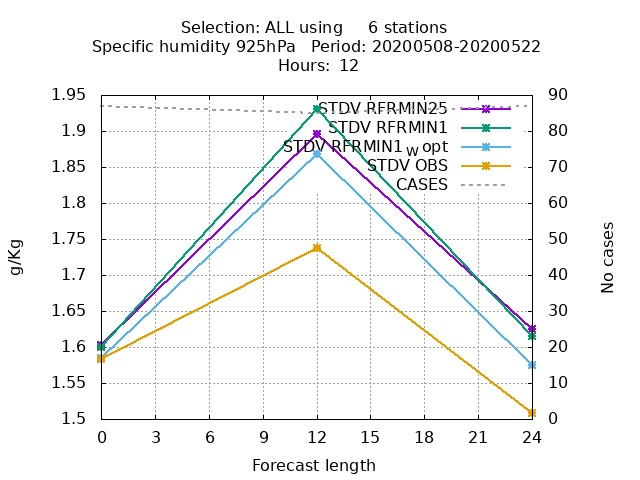 Selection: ALL using 6 stations
Specific humidity 925hPa Period: 20200508-20200522
Hours: 12
1.95
1.9
1.85
1.8
1.75
1.7
1.65
1.6
1.55
1.5
90
80
70
60
50
40
30
20
10
0
STDV RFRMIN25
STDV RFRMIN1
STDV RFRMIN1 w opt
STDV OBS
CASES
g/Kg
No cases
0 3 6 9 12 15 18 21 24
Forecast length